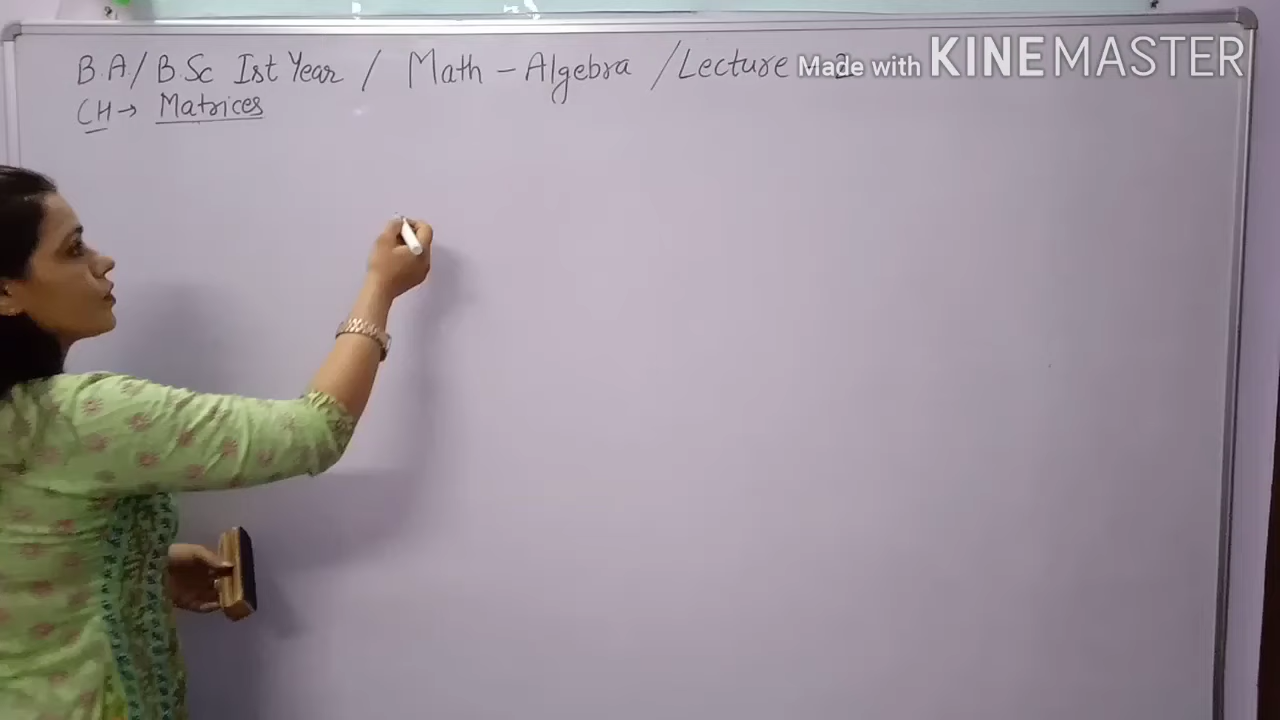 B.A./B.Sc Ist Year / Math - Algebra / Lecture - 2
Made with KINEMASTER
CH → Matrices